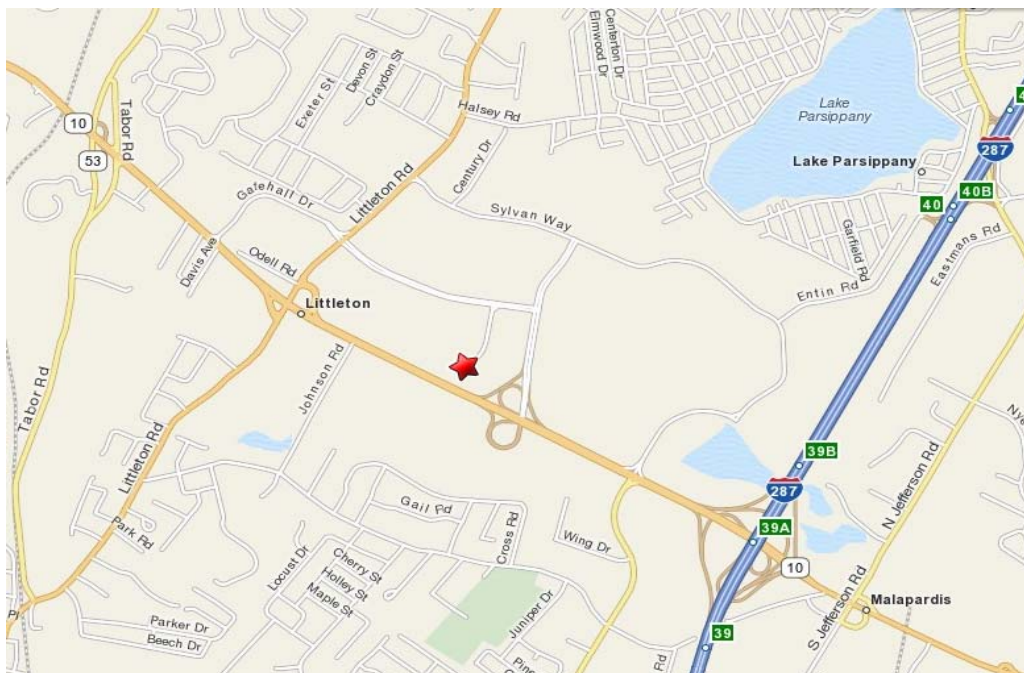 Elmwood Dr
Centerton Dr
Devon St
Craydon St
Exeter St
Tabor Rd
10
53
Halsey Rd
Century Dr
Littleton Rd
Gatehall Dr
Sylvan Way
Lake
Parsippany
Lake Parsippany
287
40B
40
Garfield Rd
Eastmans Rd
Entin Rd
Davis Ave
Odell Rd
Littleton
Johnson Rd
Tabor Rd
Littleton Rd
Park Rd
Gail Rd
Cross Rd
Wing Dr
39B
287
39A
10
N Jefferson Rd
S Jefferson Rd
Malapardis
Locust Dr
Cherry St
Holley St
Maple St
Juniper Dr
Parker Dr
Beech Dr
Pl
39
Rd